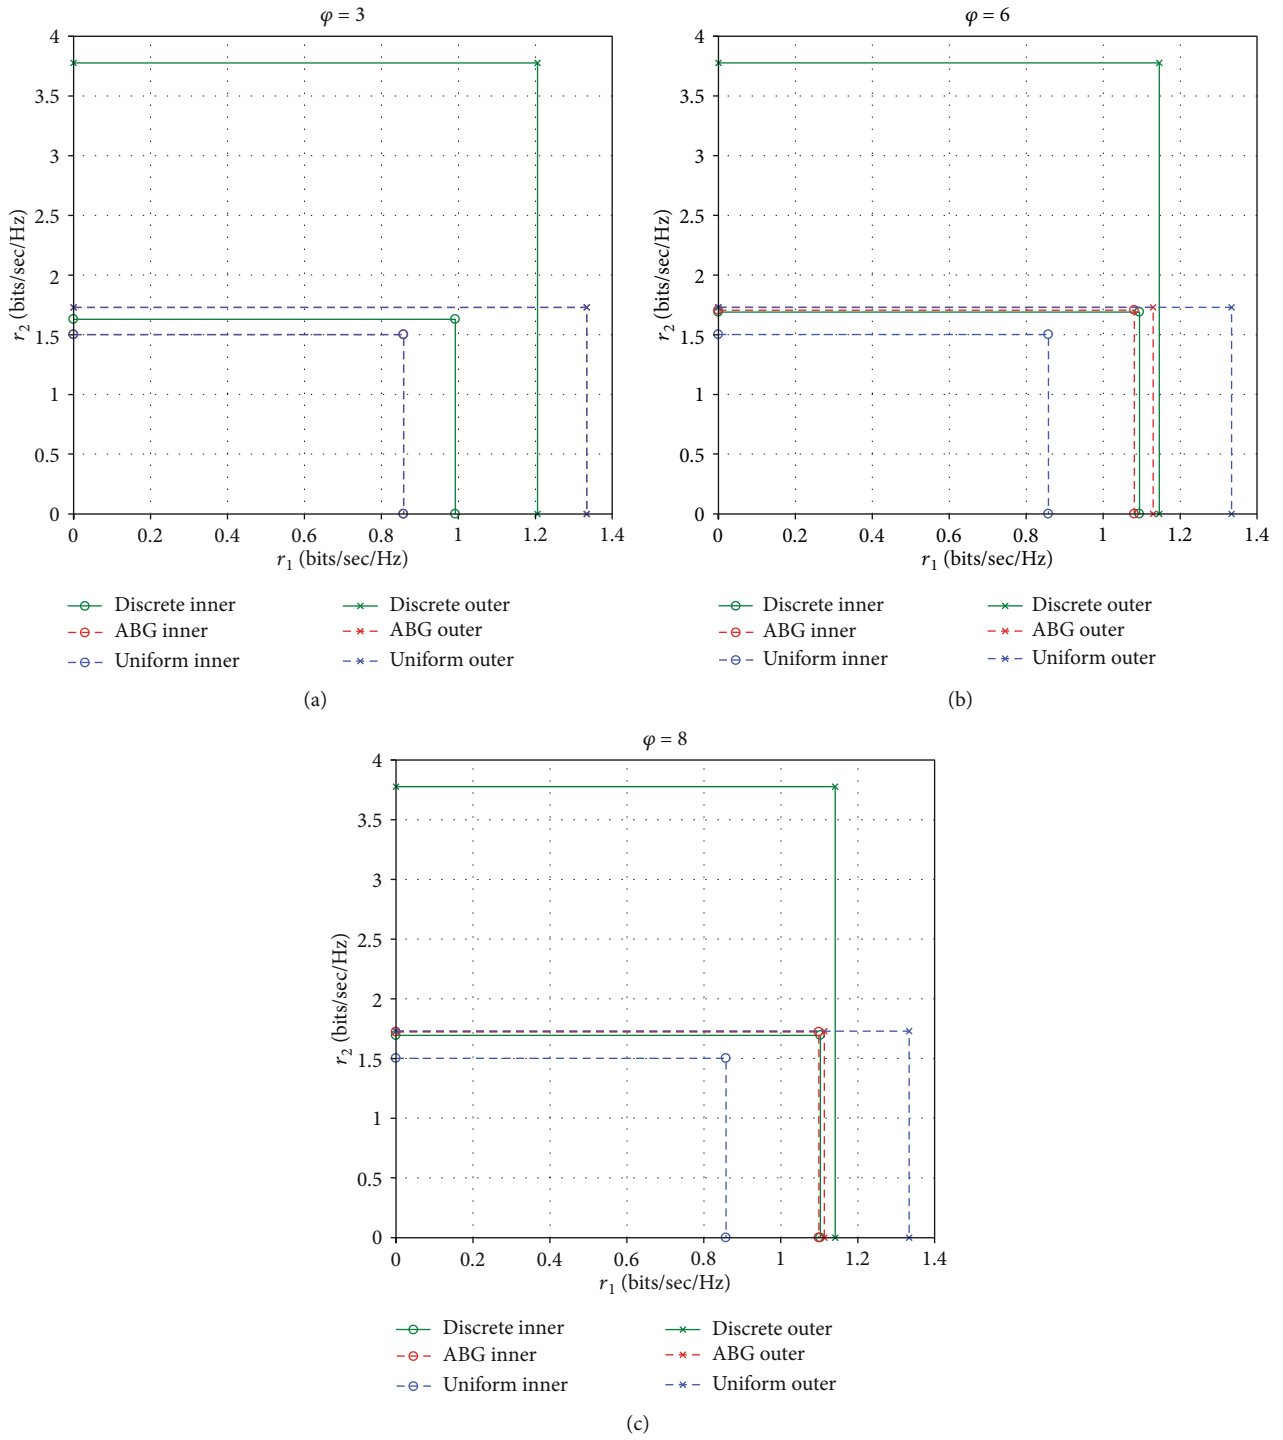 φ = 3
4
3.5
3
2.5
2
1.5
1
0.5
0
r2 (bits/sec/Hz)
0 0.2 0.4 0.6 0.8 1 1.2 1.4
r1 (bits/sec/Hz)
Discrete inner
ABG inner
Uniform inner
Discrete outer
ABG outer
Uniform outer
(a)
φ = 6
4
3.5
3
2.5
2
1.5
1
0.5
0
r2 (bits/sec/Hz)
0 0.2 0.4 0.6 0.8 1 1.2 1.4
r1 (bits/sec/Hz)
Discrete inner
ABG inner
Uniform inner
Discrete outer
ABG outer
Uniform outer
(b)
φ = 8
4
3.5
3
2.5
2
1.5
1
0.5
0
r2 (bits/sec/Hz)
0 0.2 0.4 0.6 0.8 1 1.2 1.4
r1 (bits/sec/Hz)
Discrete inner
ABG inner
Uniform inner
Discrete outer
ABG outer
Uniform outer
(c)